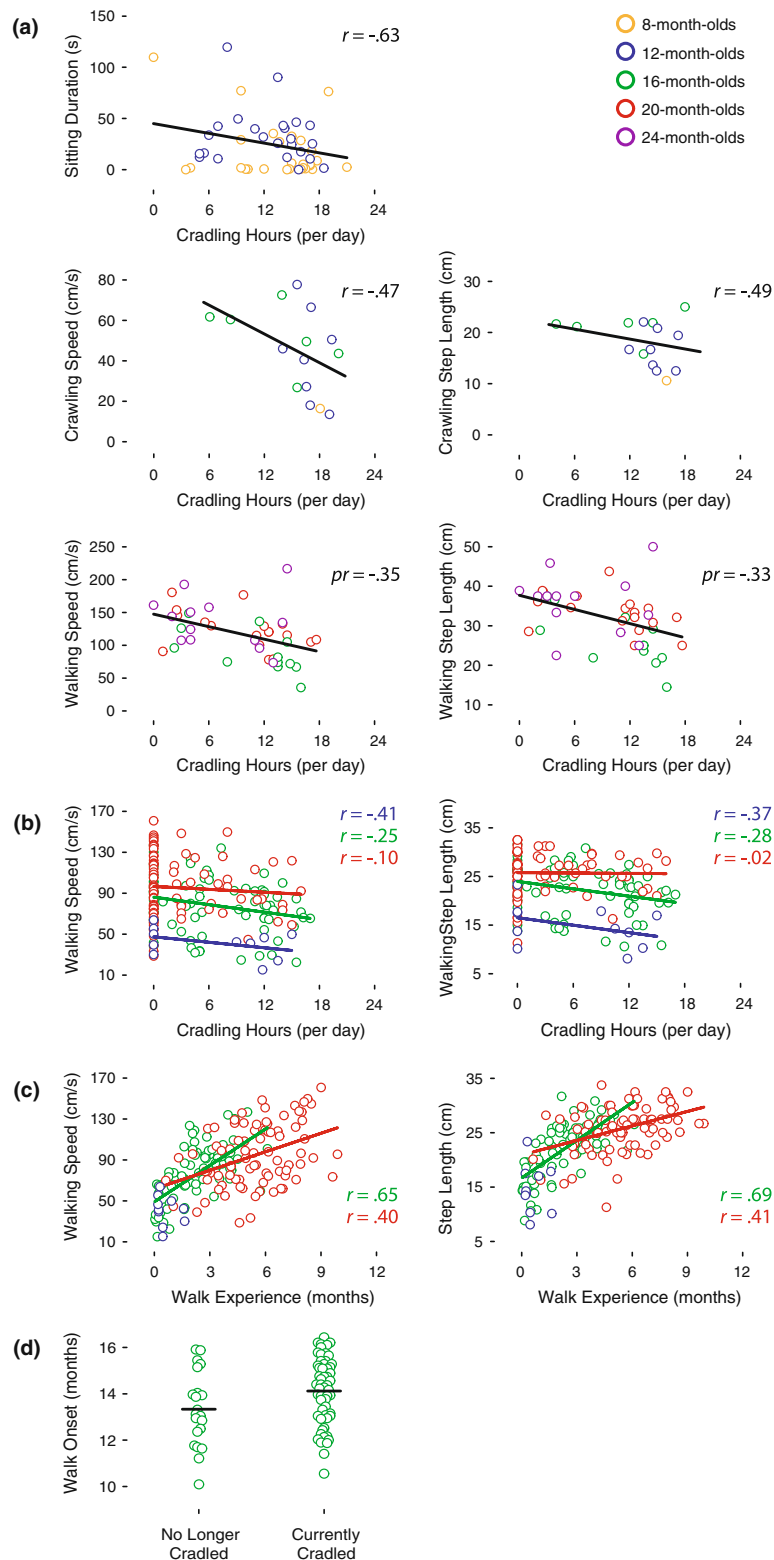 (a)
Sitting Duration (s)
150
100
50
0
r = -.63
0 6 12 18 24
Cradling Hours (per day)
8-month-olds
12-month-olds
16-month-olds
20-month-olds
24-month-olds
Crawling Speed (cm/s)
80
60
40
20
0
r = -.47
0 6 12 18 24
Cradling Hours (per day)
Crawling Step Length (cm)
30
20
10
0
r = -.49
0 6 12 18 24
Cradling Hours (per day)
Walking Speed (cm/s)
250
200
150
100
50
0
pr = -.35
0 6 12 18 24
Cradling Hours (per day)
Walking Step Length (cm)
50
40
30
20
10
pr = -.33
0 6 12 18 24
Cradling Hours (per day)
(b)
Walking Speed (cm/s)
170
130
90
50
10
r = -.41
r = -.25
r = -.10
0 6 12 18 24
Cradling Hours (per day)
WalkingStep Length (cm)
35
25
15
5
r = -.37
r = -.28
r = -.02
0 6 12 18 24
Cradling Hours (per day)
(c)
Walking Speed (cm/s)
170
130
90
50
10
r = .65
r = .40
0 3 6 9 12
Walk Experience (months)
Step Length (cm)
35
25
15
5
r = .69
r = .41
0 3 6 9 12
Walk Experience (months)
(d)
Walk Onset (months)
16
14
12
10
No Longer
Cradled
Currently
Cradled